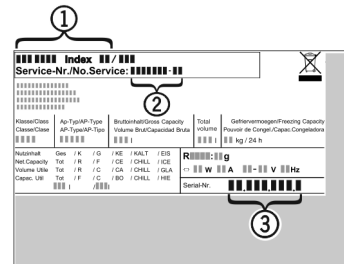 1
Index /
Service-Nr./No.Service: -
2
Klasse/Class Ap-Typ/AP-Type Bruttoinhalt/Gross Capacity Total Gefriervermoegen/Freezing Capacity
Classe/Clase AP-Type/AP-Tipo Volume Brut/Capacidad Bruta volume Pouvoir de Congel./Capac.Congeladora
l l kg / 24 h
Nutzinhalt Ges / K / G / KE / KALT / EIS
Net.Capacity Tot / R / F / CE / CHILL / ICE
Volume Utile Tot / R / C / CA / CHILL / GLA
Capac. Util Tot / F / C / BO / CHILL / HIE
l / l
R : g
W A - V Hz
Serial-Nr. . . .
3